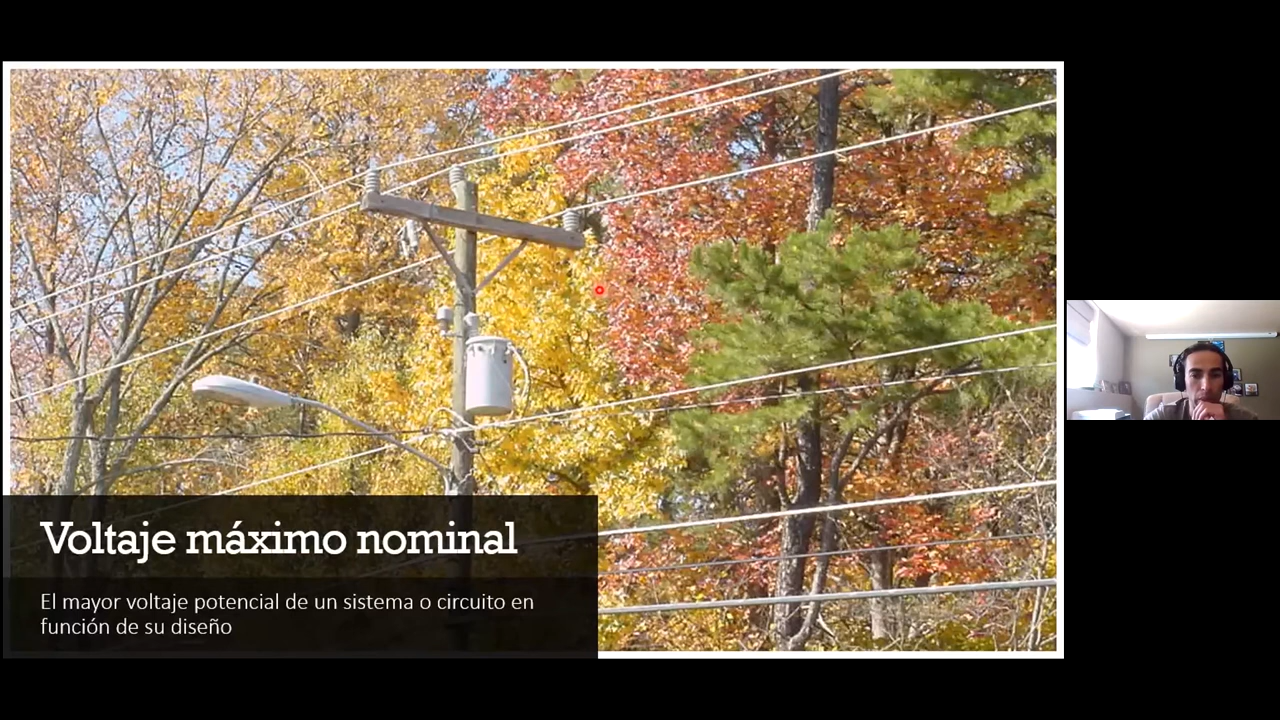 Voltaje máximo nominal
El mayor voltaje potencial de un sistema o circuito en
función de su diseño